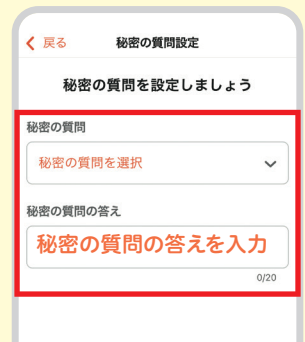 戻る 秘密の質問設定
秘密の質問を設定しましょう
秘密の質問
秘密の質問を選択
秘密の質問の答え
秘密の質問の答えを入力
0/20